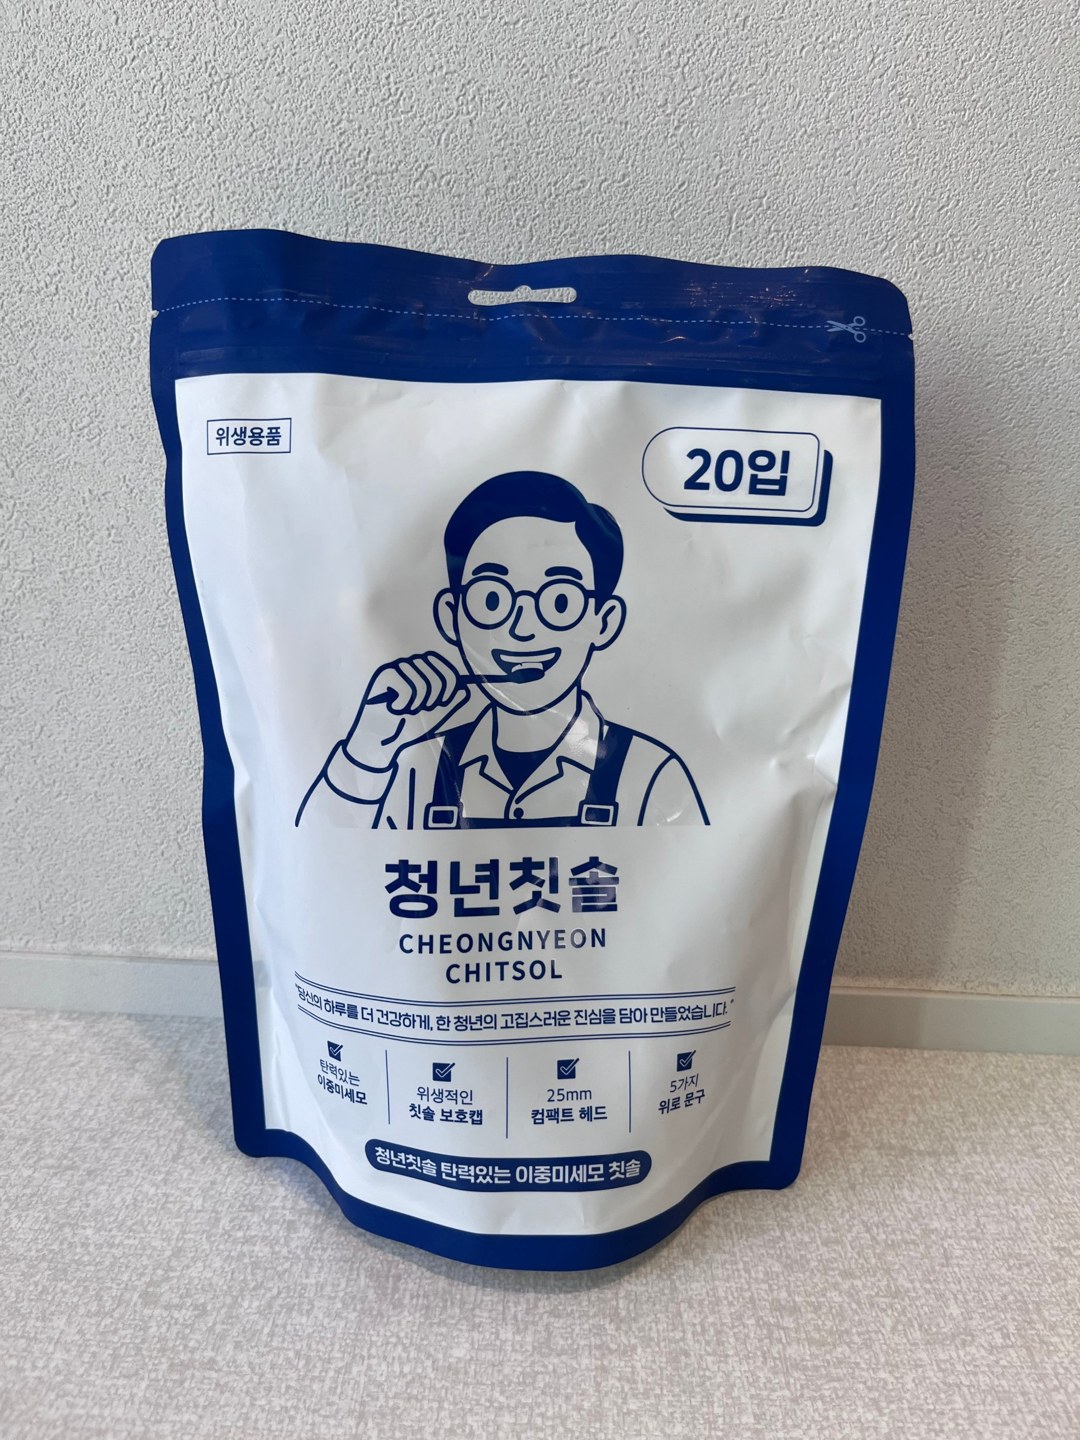 위생용품
20입
청년칫솔
CHEONGNYEON
CHITSOL
"당신의 하루를 더 건강하게, 한 청년의 고집스러운 진심을 담아 만들었습니다."
탄력있는
이중미세모
위생적인
칫솔 보호캡
25mm
컴팩트 헤드
5가지
위로 문구
청년칫솔 탄력있는 이중미세모 칫솔